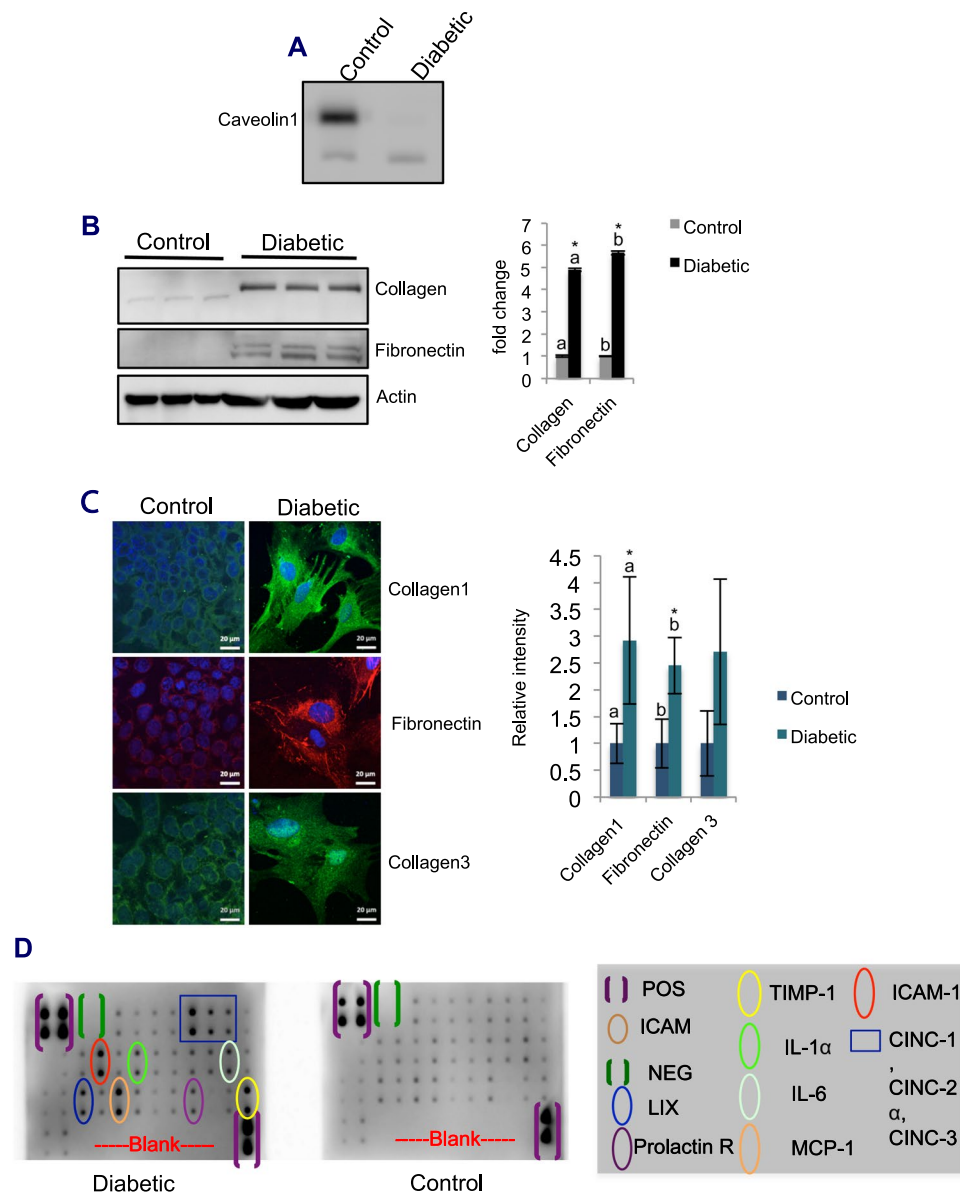 A
Control
Diabetic
Caveolin1
B
Control
Diabetic
Collagen
Fibronectin
Actin
fold change
7
6
5
4
3
2
1
0
*
a
a
*
b
b
Collagen
Fibronectin
Control
Diabetic
C
Control
Diabetic
20 μm
20 μm
Collagen1
20 μm
20 μm
Fibronectin
20 μm
20 μm
Collagen3
Relative intensity
4.5
4
3.5
3
2.5
2
1.5
1
0.5
0
*
a
a
*
b
b
Collagen1
Fibronectin
Collagen 3
Control
Diabetic
D
-----Blank-----
Diabetic
-----Blank-----
Control
POS
ICAM
NEG
LIX
Prolactin R
TIMP-1
IL-1α
IL-6
MCP-1
ICAM-1
CINC-1
,
CINC-2
α,
CINC-3